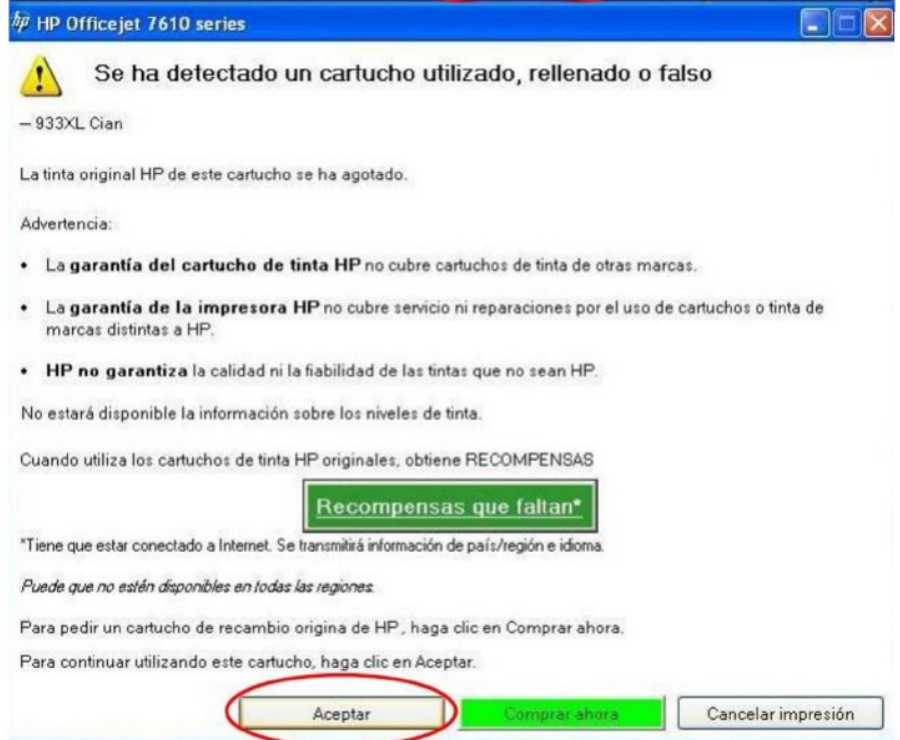 hp HP Officejet 7610 series
Se ha detectado un cartucho utilizado, rellenado o falso
– 933XL Cian
La tinta original HP de este cartucho se ha agotado.
Advertencia:
• La garantía del cartucho de tinta HP no cubre cartuchos de tinta de otras marcas.
• La garantía de la impresora HP no cubre servicio ni reparaciones por el uso de cartuchos o tinta de
marcas distintas a HP.
• HP no garantiza la calidad ni la fiabilidad de las tintas que no sean HP.
No estará disponible la información sobre los niveles de tinta.
Cuando utiliza los cartuchos de tinta HP originales, obtiene RECOMPENSAS
Recompensas que faltan*
*Tiene que estar conectado a Internet. Se transmitirá información de país/región e idioma.
Puede que no estén disponibles en todas las regiones.
Para pedir un cartucho de recambio origina de HP , haga clic en Comprar ahora.
Para continuar utilizando este cartucho, haga clic en Aceptar.
Aceptar Comprar ahora Cancelar impresión